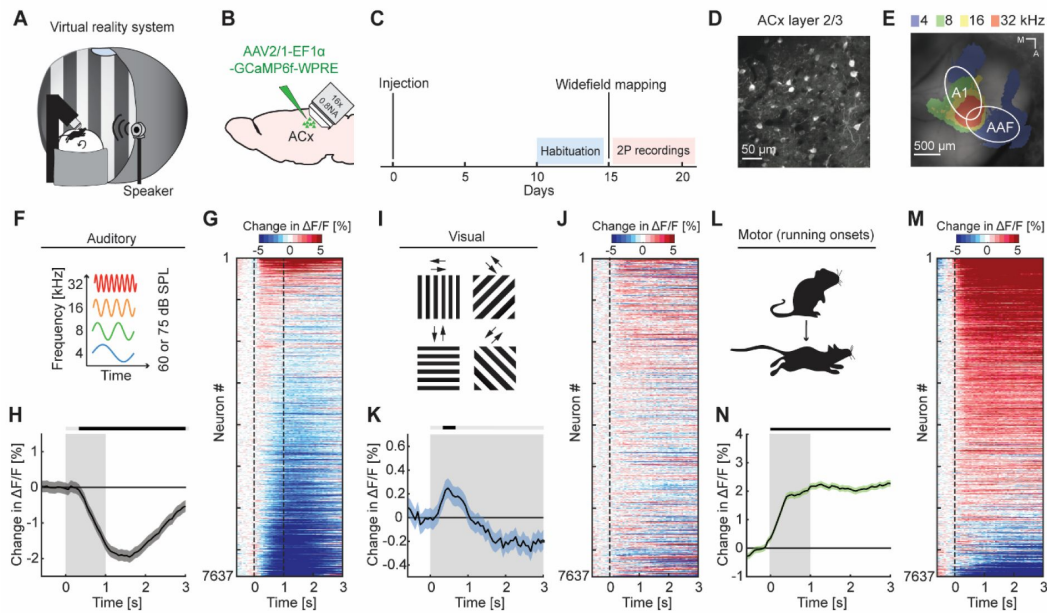 A
Virtual reality system
Speaker
B
AAV2/1-EF1α
-GCaMP6f-WPRE
16x
0.8NA
ACx
C
Injection
Widefield mapping
Habituation
2P recordings
0 5 10 15 20
Days
D
ACx layer 2/3
50 µm
E
4 8 16 32 kHz
M
A
A1
AAF
500 µm
F
Auditory
Frequency [kHz]
32
16
8
4
Time
60 or 75 dB SPL
G
Change in ΔF/F [%]
-5 0 5
1
Neuron #
7637
0 1 2 3
Time [s]
H
Change in ΔF/F [%]
1
0
-1
-2
0 1 2 3
Time [s]
I
Visual
J
Change in ΔF/F [%]
-5 0 5
1
Neuron #
7637
0 1 2 3
Time [s]
K
Change in ΔF/F [%]
0.6
0.4
0.2
0
-0.2
-0.4
0 1 2 3
Time [s]
L
Motor (running onsets)
M
Change in ΔF/F [%]
-5 0 5
1
Neuron #
7637
0 1 2 3
Time [s]
N
Change in ΔF/F [%]
4
3
2
1
0
-1
0 1 2 3
Time [s]